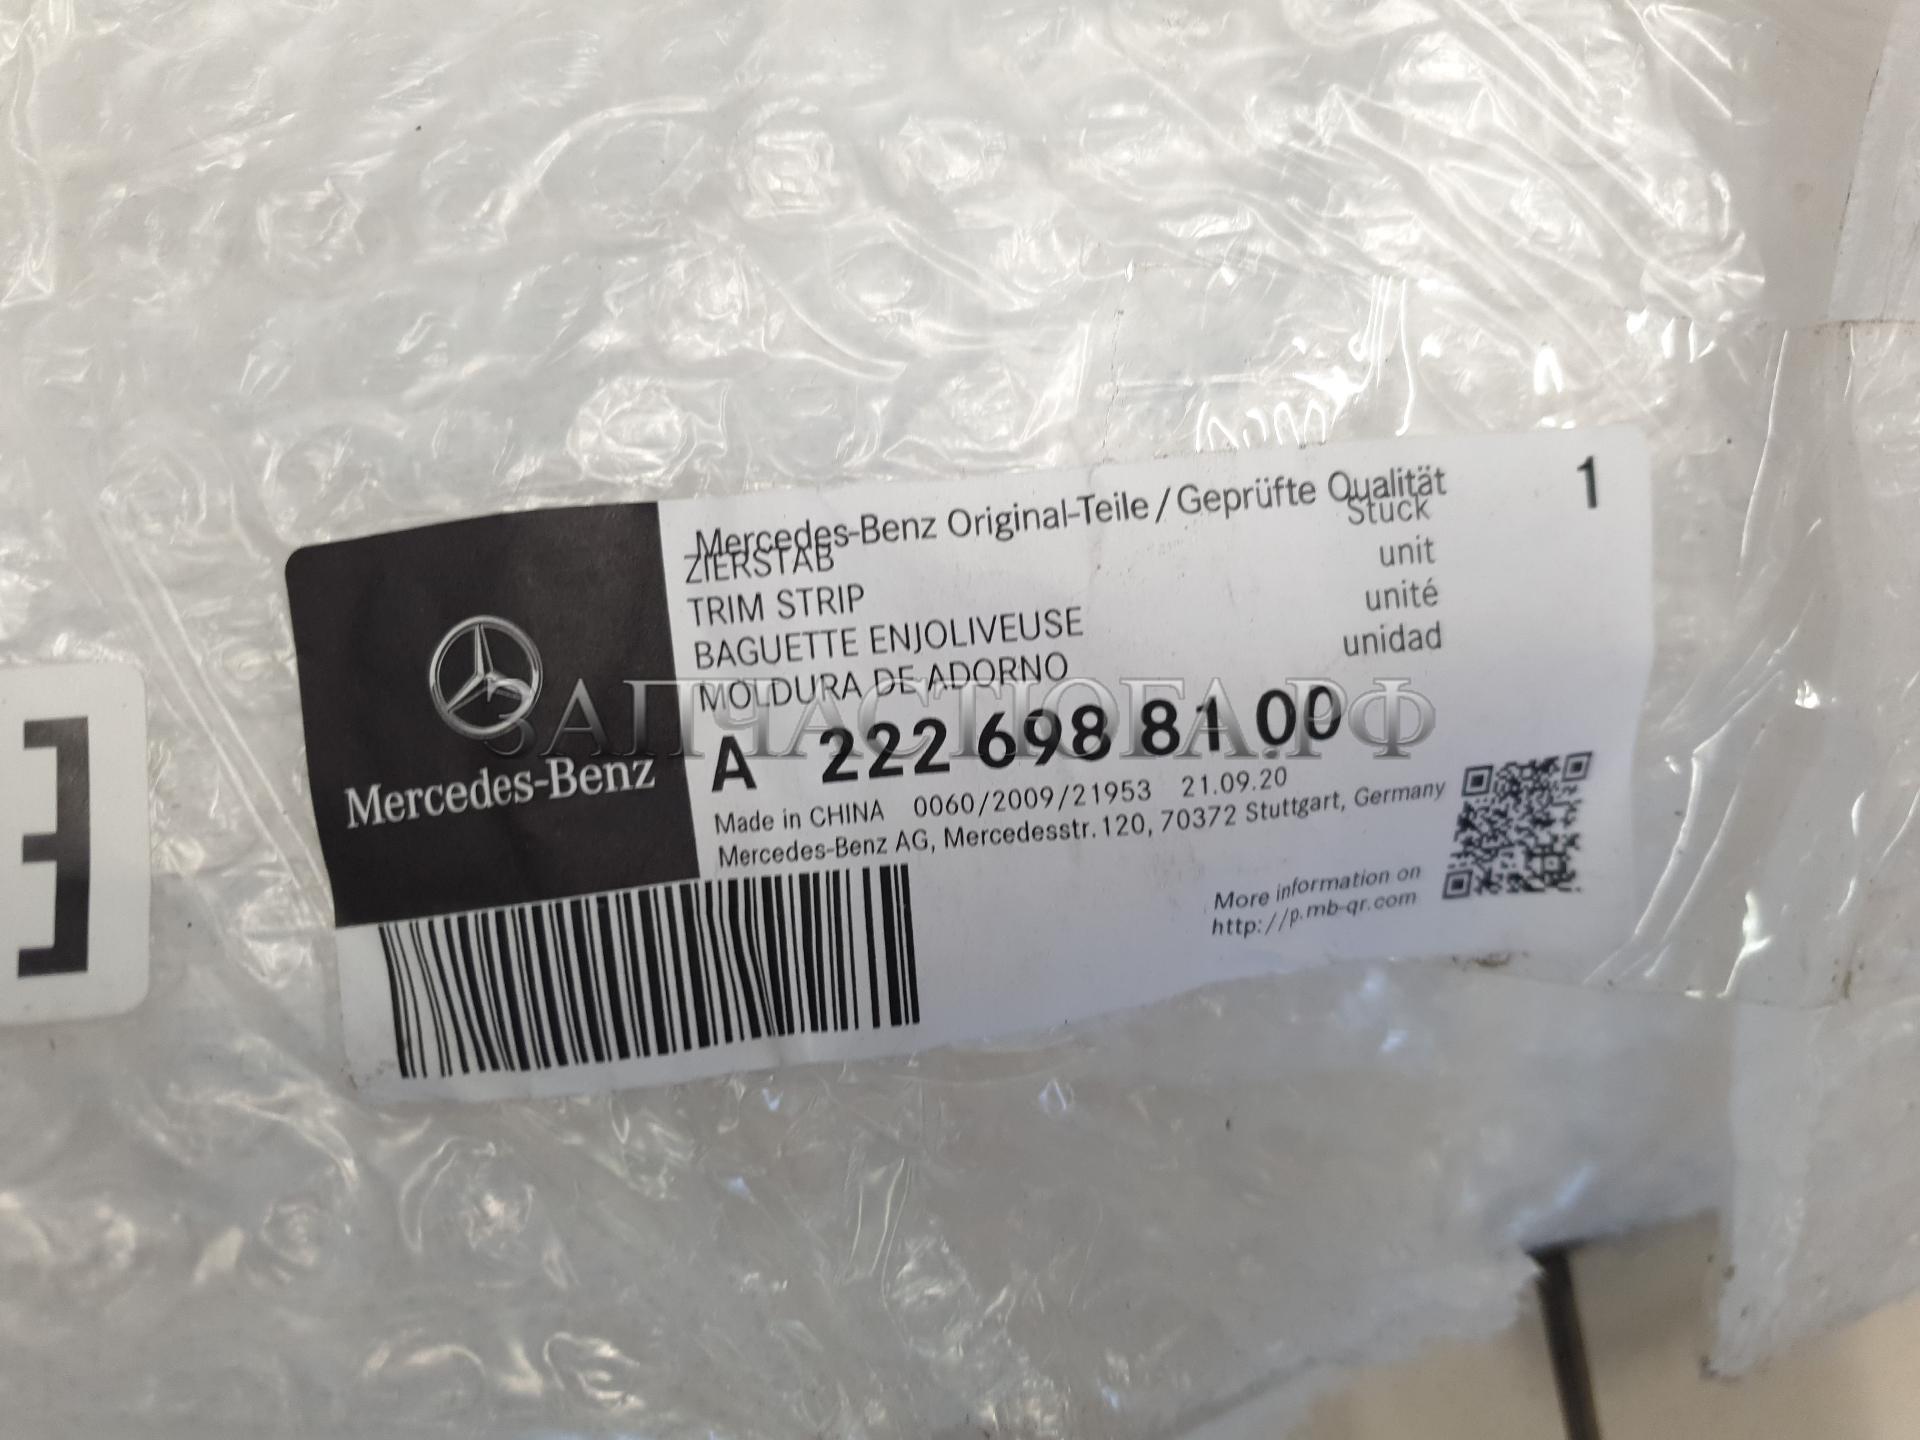 Mercedes-Benz Original-Teile / Geprüfte Qualität
1
ZIERSTAB
Stück
TRIM STRIP
unit
BAGUETTE ENJOLIVEUSE
unité
MOLDURA DE ADORNO
unidad
ЗАПЧАСТЮГА.РФ
A 222 698 81 00
Mercedes-Benz
Made in CHINA 0060/2009/21953 21.09.20
Mercedes-Benz AG, Mercedesstr. 120, 70372 Stuttgart, Germany
More information on
http://p.mb-qr.com